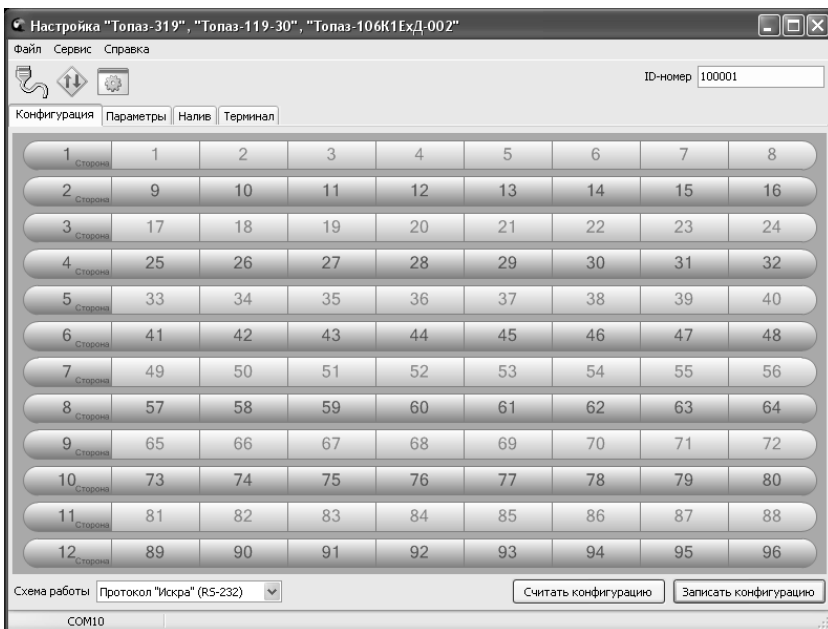 Настройка "Топаз-319", "Топаз-119-30", "Топаз-106К1ЕхД-002"
Файл Сервис Справка
ID-номер 100001
Конфигурация Параметры Налив Терминал
1 Сторона 1 2 3 4 5 6 7 8
2 Сторона 9 10 11 12 13 14 15 16
3 Сторона 17 18 19 20 21 22 23 24
4 Сторона 25 26 27 28 29 30 31 32
5 Сторона 33 34 35 36 37 38 39 40
6 Сторона 41 42 43 44 45 46 47 48
7 Сторона 49 50 51 52 53 54 55 56
8 Сторона 57 58 59 60 61 62 63 64
9 Сторона 65 66 67 68 69 70 71 72
10 Сторона 73 74 75 76 77 78 79 80
11 Сторона 81 82 83 84 85 86 87 88
12 Сторона 89 90 91 92 93 94 95 96
Схема работы Протокол "Искра" (RS-232) Считать конфигурацию Записать конфигурацию
COM10